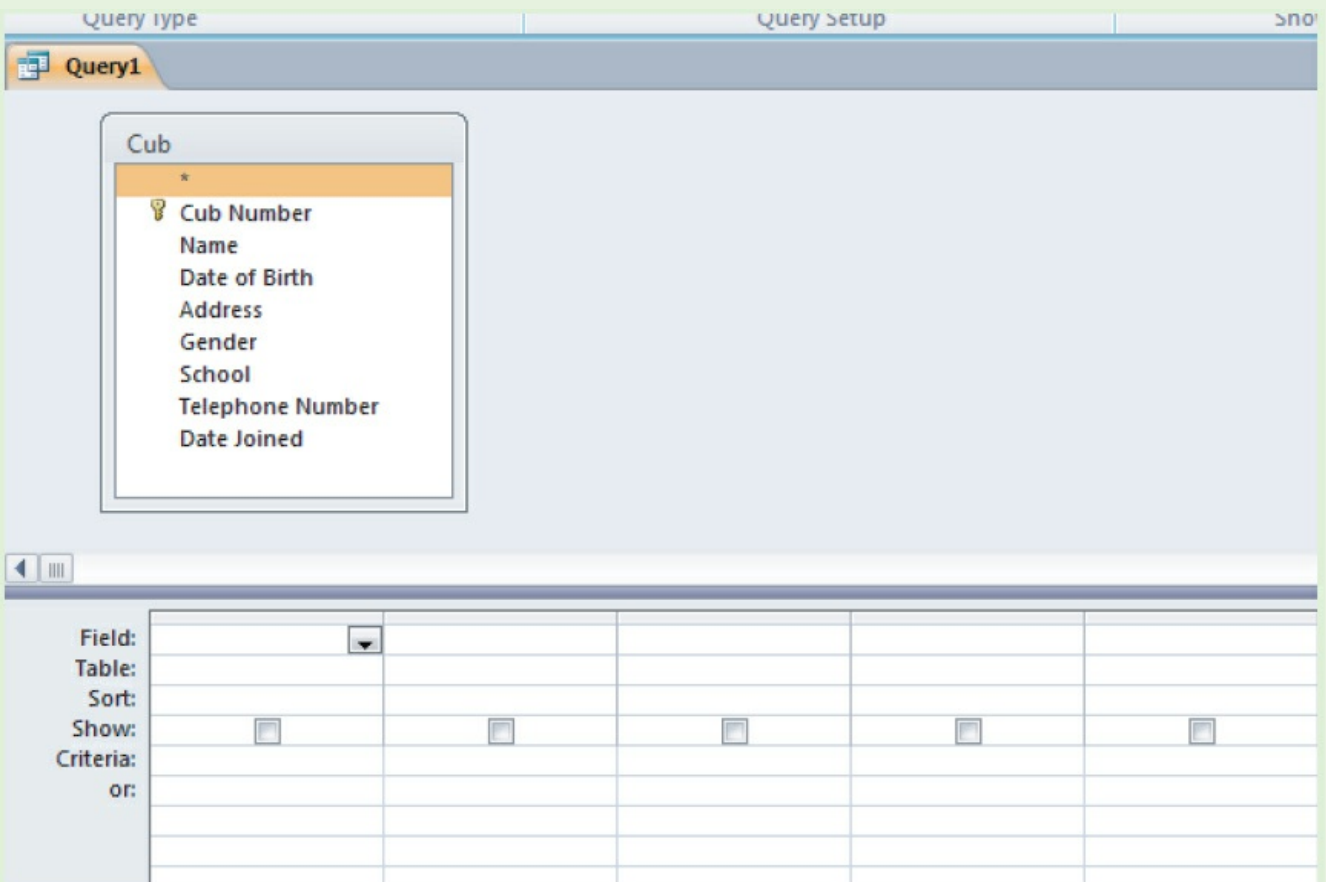 Query Type Query Setup
Query1
Cub
*
Cub Number
Name
Date of Birth
Address
Gender
School
Telephone Number
Date Joined
Field:
Table:
Sort:
Show:
Criteria:
or: